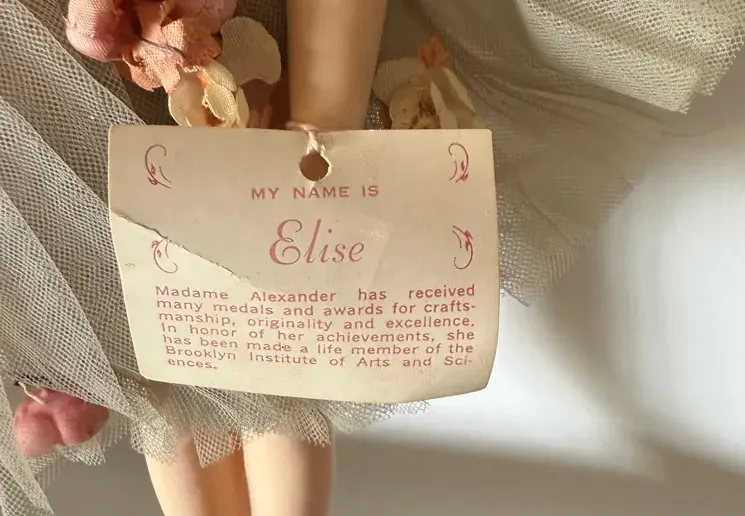 MY NAME IS
Elise
Madame Alexander has received
many medals and awards for crafts-
manship, originality and excellence.
In honor of her achievements, she
has been made a life member of the
Brooklyn Institute of Arts and Sci-
ences.